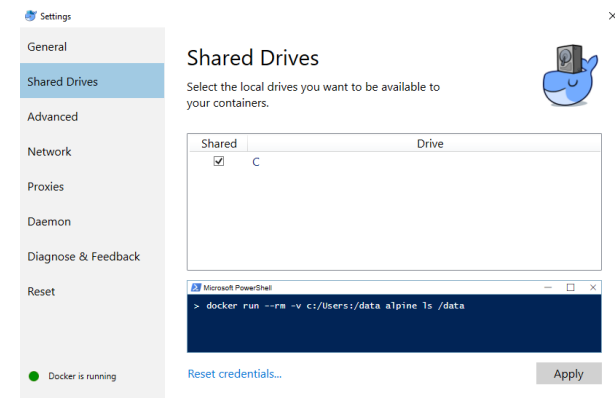 Settings
General
Shared Drives
Advanced
Network
Proxies
Daemon
Diagnose & Feedback
Reset
Docker is running
Shared Drives
Select the local drives you want to be available to
your containers.
Shared Drive
C
Microsoft PowerShell
> docker run --rm -v c:/Users:/data alpine ls /data
Reset credentials...
Apply